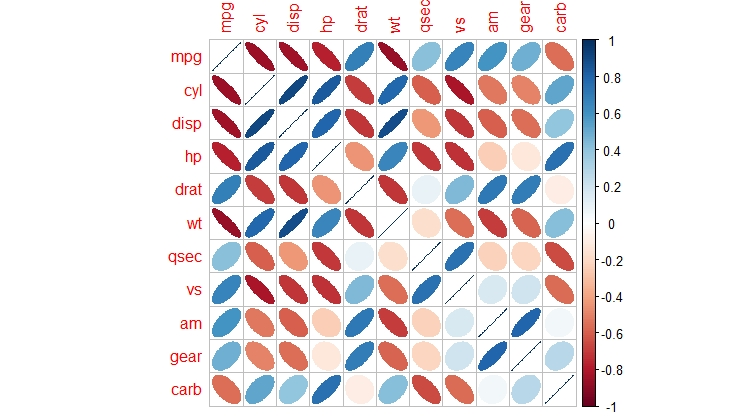 mpg cyl disp hp drat wt qsec vs am gear carb
mpg
cyl
disp
hp
drat
wt
qsec
vs
am
gear
carb
1
0.8
0.6
0.4
0.2
0
-0.2
-0.4
-0.6
-0.8
-1